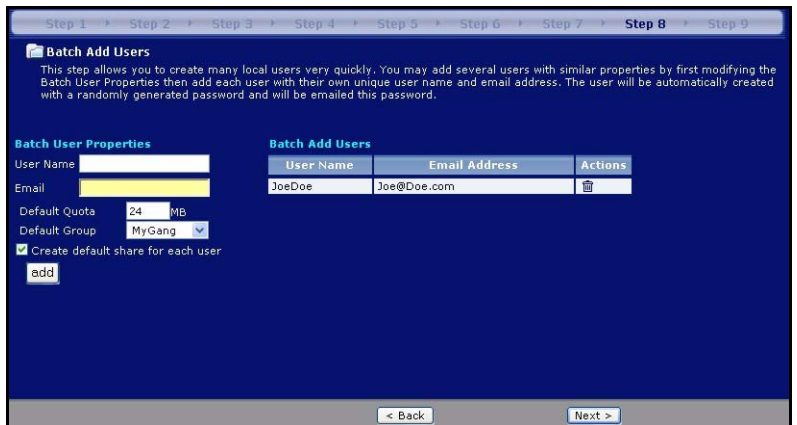 Step 1 Step 2 Step 3 Step 4 Step 5 Step 6 Step 7 Step 8 Step 9
Batch Add Users
This step allows you to create many local users very quickly. You may add several users with similar properties by first modifying the
Batch User Properties then add each user with their own unique user name and email address. The user will be automatically created
with a randomly generated password and will be emailed this password.
Batch User Properties
User Name
Email
Default Quota 24 MB
Default Group MyGang
Create default share for each user
add
Batch Add Users
User Name Email Address Actions
JoeDoe Joe@Doe.com
< Back Next >